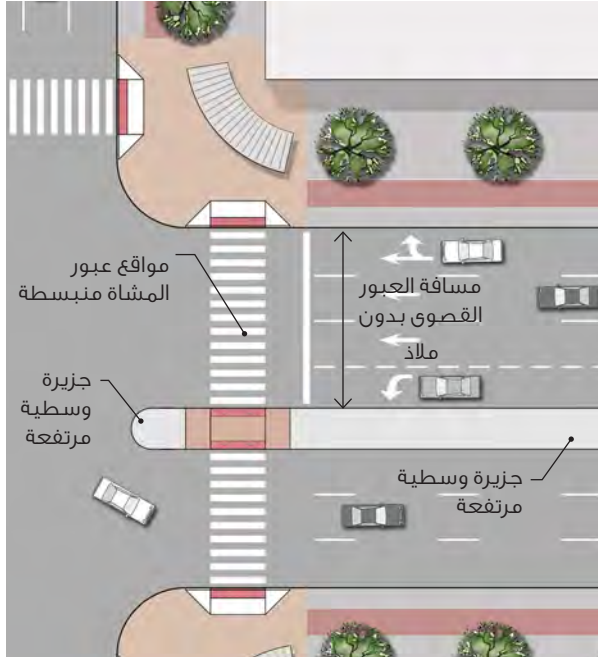 مواقع عبور
المشاة منبسطة
مسافة العبور
القصوى بدون
ملاذ
جزيرة
وسطية
مرتفعة
جزيرة وسطية
مرتفعة